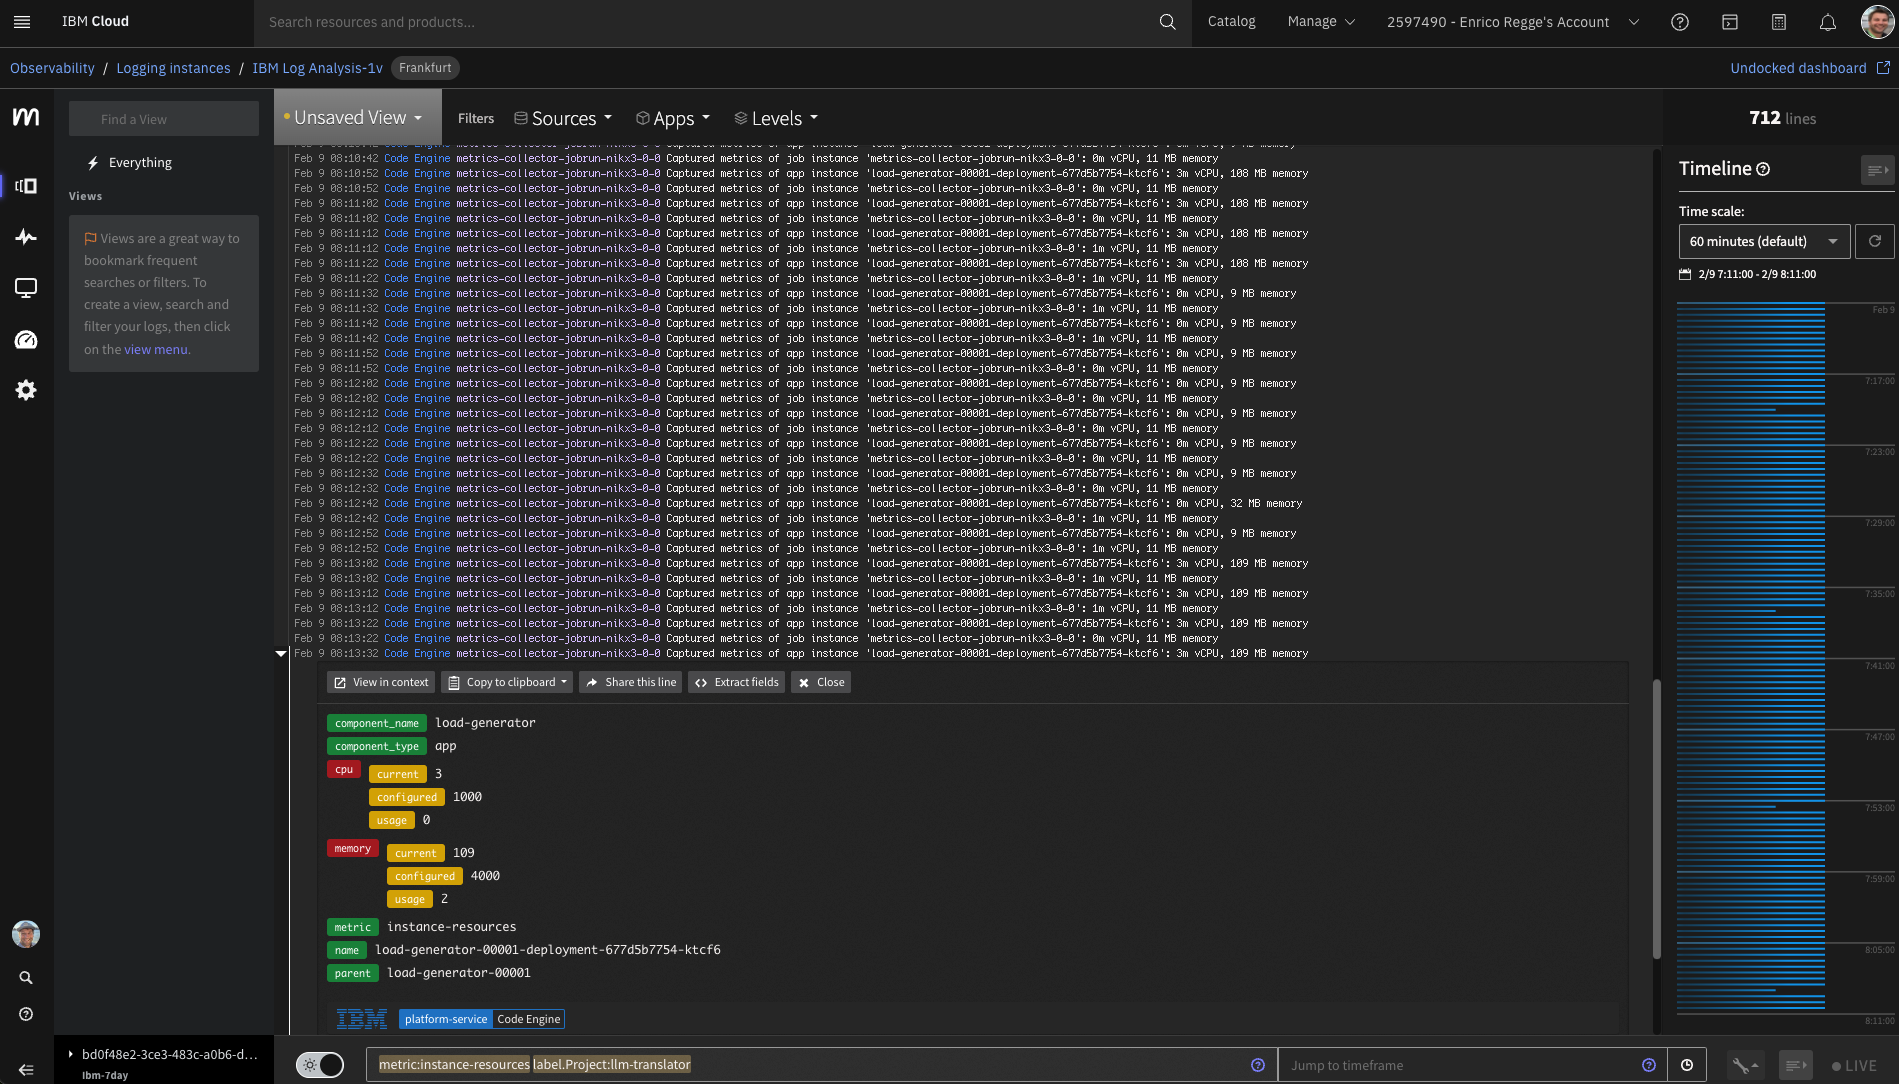 IBM Cloud
Search resources and products...
Catalog
Manage
2597490 - Enrico Regge's Account
Observability / Logging instances / IBM Log Analysis-1v Frankfurt
Undocked dashboard
Find a View
Everything
Views
Views are a great way to
bookmark frequent
searches or filters. To
create a view, search and
filter your logs, then click
on the view menu.
Unsaved View
Filters
Sources
Apps
Levels
712 lines
Feb 9 08:10:42 Code Engine metrics-collector-jobrun-nikx3-0-0 Captured metrics of job instance 'metrics-collector-jobrun-nikx3-0-0': 0m vCPU, 11 MB memory
Feb 9 08:10:52 Code Engine metrics-collector-jobrun-nikx3-0-0 Captured metrics of app instance 'load-generator-00001-deployment-677d5b7754-ktcf6': 3m vCPU, 108 MB memory
Feb 9 08:10:52 Code Engine metrics-collector-jobrun-nikx3-0-0 Captured metrics of job instance 'metrics-collector-jobrun-nikx3-0-0': 0m vCPU, 11 MB memory
Feb 9 08:11:02 Code Engine metrics-collector-jobrun-nikx3-0-0 Captured metrics of app instance 'load-generator-00001-deployment-677d5b7754-ktcf6': 3m vCPU, 108 MB memory
Feb 9 08:11:02 Code Engine metrics-collector-jobrun-nikx3-0-0 Captured metrics of job instance 'metrics-collector-jobrun-nikx3-0-0': 0m vCPU, 11 MB memory
Feb 9 08:11:12 Code Engine metrics-collector-jobrun-nikx3-0-0 Captured metrics of app instance 'load-generator-00001-deployment-677d5b7754-ktcf6': 3m vCPU, 108 MB memory
Feb 9 08:11:12 Code Engine metrics-collector-jobrun-nikx3-0-0 Captured metrics of job instance 'metrics-collector-jobrun-nikx3-0-0': 1m vCPU, 11 MB memory
Feb 9 08:11:22 Code Engine metrics-collector-jobrun-nikx3-0-0 Captured metrics of app instance 'load-generator-00001-deployment-677d5b7754-ktcf6': 3m vCPU, 108 MB memory
Feb 9 08:11:22 Code Engine metrics-collector-jobrun-nikx3-0-0 Captured metrics of job instance 'metrics-collector-jobrun-nikx3-0-0': 1m vCPU, 11 MB memory
Feb 9 08:11:32 Code Engine metrics-collector-jobrun-nikx3-0-0 Captured metrics of app instance 'load-generator-00001-deployment-677d5b7754-ktcf6': 0m vCPU, 9 MB memory
Feb 9 08:11:32 Code Engine metrics-collector-jobrun-nikx3-0-0 Captured metrics of job instance 'metrics-collector-jobrun-nikx3-0-0': 1m vCPU, 11 MB memory
Feb 9 08:11:42 Code Engine metrics-collector-jobrun-nikx3-0-0 Captured metrics of app instance 'load-generator-00001-deployment-677d5b7754-ktcf6': 0m vCPU, 9 MB memory
Feb 9 08:11:42 Code Engine metrics-collector-jobrun-nikx3-0-0 Captured metrics of job instance 'metrics-collector-jobrun-nikx3-0-0': 1m vCPU, 11 MB memory
Feb 9 08:11:52 Code Engine metrics-collector-jobrun-nikx3-0-0 Captured metrics of app instance 'load-generator-00001-deployment-677d5b7754-ktcf6': 0m vCPU, 9 MB memory
Feb 9 08:11:52 Code Engine metrics-collector-jobrun-nikx3-0-0 Captured metrics of job instance 'metrics-collector-jobrun-nikx3-0-0': 0m vCPU, 11 MB memory
Feb 9 08:12:02 Code Engine metrics-collector-jobrun-nikx3-0-0 Captured metrics of app instance 'load-generator-00001-deployment-677d5b7754-ktcf6': 0m vCPU, 9 MB memory
Feb 9 08:12:02 Code Engine metrics-collector-jobrun-nikx3-0-0 Captured metrics of job instance 'metrics-collector-jobrun-nikx3-0-0': 0m vCPU, 11 MB memory
Feb 9 08:12:12 Code Engine metrics-collector-jobrun-nikx3-0-0 Captured metrics of app instance 'load-generator-00001-deployment-677d5b7754-ktcf6': 0m vCPU, 9 MB memory
Feb 9 08:12:12 Code Engine metrics-collector-jobrun-nikx3-0-0 Captured metrics of job instance 'metrics-collector-jobrun-nikx3-0-0': 0m vCPU, 11 MB memory
Feb 9 08:12:22 Code Engine metrics-collector-jobrun-nikx3-0-0 Captured metrics of app instance 'load-generator-00001-deployment-677d5b7754-ktcf6': 0m vCPU, 9 MB memory
Feb 9 08:12:22 Code Engine metrics-collector-jobrun-nikx3-0-0 Captured metrics of job instance 'metrics-collector-jobrun-nikx3-0-0': 0m vCPU, 11 MB memory
Feb 9 08:12:32 Code Engine metrics-collector-jobrun-nikx3-0-0 Captured metrics of app instance 'load-generator-00001-deployment-677d5b7754-ktcf6': 0m vCPU, 9 MB memory
Feb 9 08:12:32 Code Engine metrics-collector-jobrun-nikx3-0-0 Captured metrics of job instance 'metrics-collector-jobrun-nikx3-0-0': 0m vCPU, 11 MB memory
Feb 9 08:12:42 Code Engine metrics-collector-jobrun-nikx3-0-0 Captured metrics of app instance 'load-generator-00001-deployment-677d5b7754-ktcf6': 0m vCPU, 32 MB memory
Feb 9 08:12:42 Code Engine metrics-collector-jobrun-nikx3-0-0 Captured metrics of job instance 'metrics-collector-jobrun-nikx3-0-0': 1m vCPU, 11 MB memory
Feb 9 08:12:52 Code Engine metrics-collector-jobrun-nikx3-0-0 Captured metrics of app instance 'load-generator-00001-deployment-677d5b7754-ktcf6': 0m vCPU, 9 MB memory
Feb 9 08:12:52 Code Engine metrics-collector-jobrun-nikx3-0-0 Captured metrics of job instance 'metrics-collector-jobrun-nikx3-0-0': 1m vCPU, 11 MB memory
Feb 9 08:13:02 Code Engine metrics-collector-jobrun-nikx3-0-0 Captured metrics of app instance 'load-generator-00001-deployment-677d5b7754-ktcf6': 3m vCPU, 109 MB memory
Feb 9 08:13:02 Code Engine metrics-collector-jobrun-nikx3-0-0 Captured metrics of job instance 'metrics-collector-jobrun-nikx3-0-0': 1m vCPU, 11 MB memory
Feb 9 08:13:12 Code Engine metrics-collector-jobrun-nikx3-0-0 Captured metrics of app instance 'load-generator-00001-deployment-677d5b7754-ktcf6': 3m vCPU, 109 MB memory
Feb 9 08:13:12 Code Engine metrics-collector-jobrun-nikx3-0-0 Captured metrics of job instance 'metrics-collector-jobrun-nikx3-0-0': 1m vCPU, 11 MB memory
Feb 9 08:13:22 Code Engine metrics-collector-jobrun-nikx3-0-0 Captured metrics of app instance 'load-generator-00001-deployment-677d5b7754-ktcf6': 3m vCPU, 109 MB memory
Feb 9 08:13:22 Code Engine metrics-collector-jobrun-nikx3-0-0 Captured metrics of job instance 'metrics-collector-jobrun-nikx3-0-0': 0m vCPU, 11 MB memory
Feb 9 08:13:32 Code Engine metrics-collector-jobrun-nikx3-0-0 Captured metrics of app instance 'load-generator-00001-deployment-677d5b7754-ktcf6': 3m vCPU, 109 MB memory
View in context
Copy to clipboard
Share this line
Extract fields
Close
component_name load-generator
component_type app
cpu current 3
configured 1000
usage 0
memory current 109
configured 4000
usage 2
metric instance-resources
name load-generator-00001-deployment-677d5b7754-ktcf6
parent load-generator-00001
IBM platform-service Code Engine
Timeline
Time scale:
60 minutes (default)
2/9 7:11:00 - 2/9 8:11:00
Feb 9
7:17:00
7:23:00
7:29:00
7:35:00
7:41:00
7:47:00
7:53:00
7:59:00
8:05:00
8:11:00
bd0f48e2-3ce3-483c-a0b6-d...
Ibm-7day
metric:instance-resources label.Project:llm-translator
Jump to timeframe
LIVE